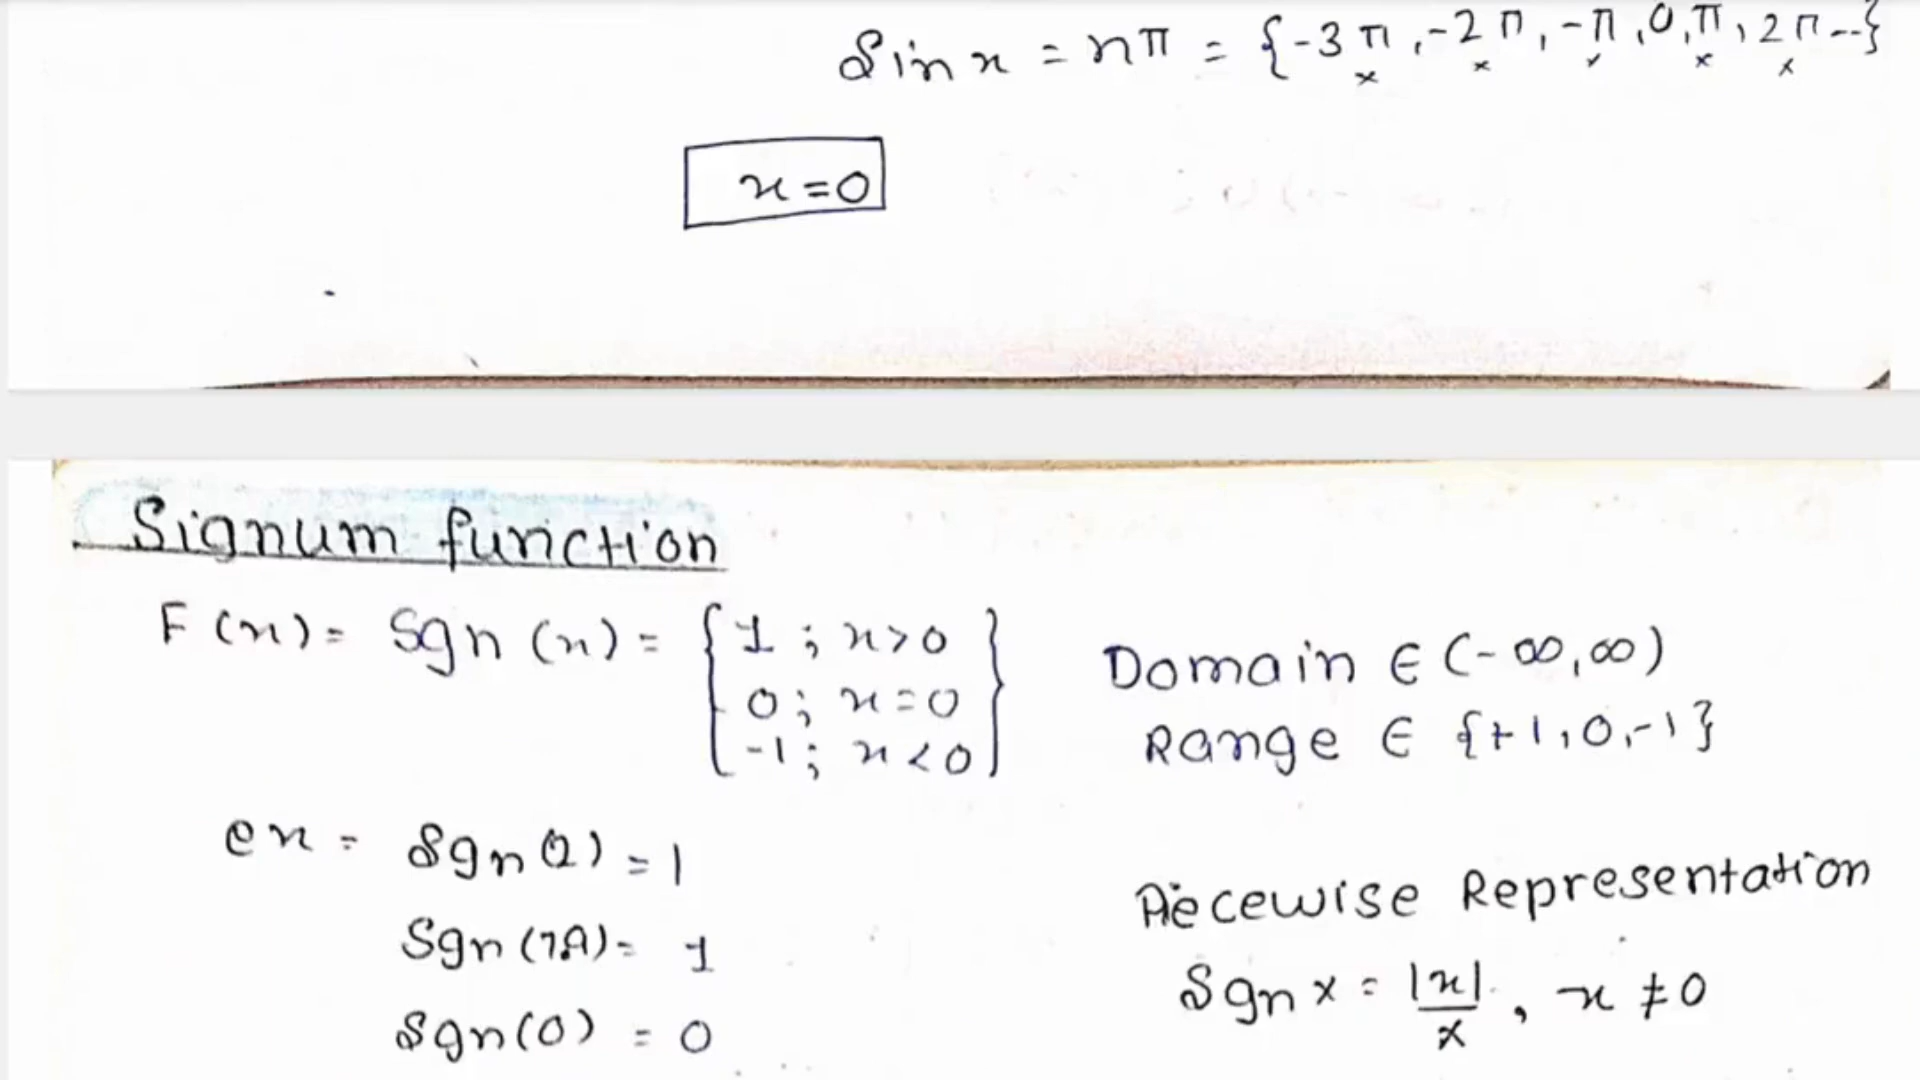 Sin x = nπ = {-3π, -2π, -π, 0, π, 2π --}
x = 0
Signum function
F(x) = Sgn (x) = { 1 ; x>0
0 ; x=0
-1 ; x<0 }
Domain ∈ (-∞,∞)
Range ∈ {+1,0,-1}
ex = Sgn(2) = 1
Sgn = 1
Sgn(0) = 0
Piecewise Representation
Sgn x = |x|/x , x ≠ 0